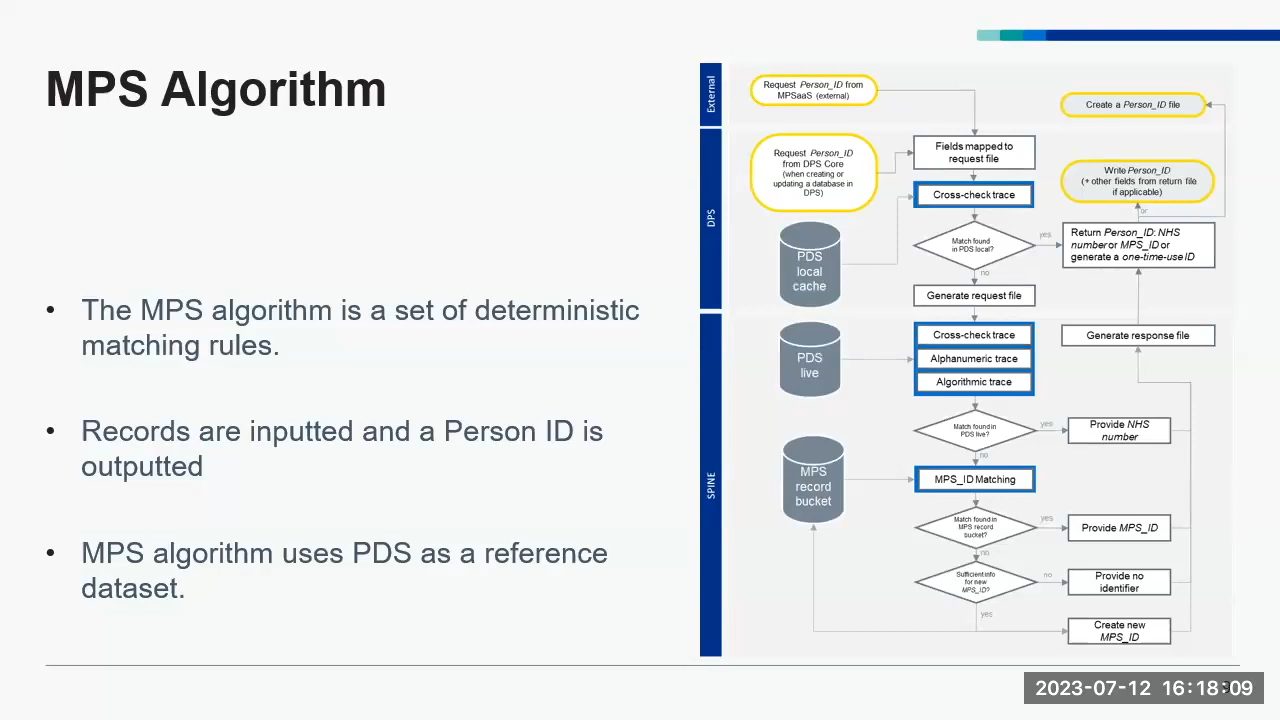 MPS Algorithm
• The MPS algorithm is a set of deterministic
matching rules.
• Records are inputted and a Person ID is
outputted
• MPS algorithm uses PDS as a reference
dataset.
External
Request Person_ID from
MPSaaS (external)
Create a Person_ID file
DPS
Request Person_ID
from DPS Core
(when creating or
updating a database in
DPS)
Fields mapped to
request file
Write Person_ID
(+ other fields from return file
if applicable)
Cross-check trace
or
PDS
local
cache
Match found
in PDS local?
yes
Return Person_ID: NHS
number or MPS_ID or
generate a one-time-use ID
no
Generate request file
SPINE
PDS
live
Cross-check trace
Alphanumeric trace
Algorithmic trace
Generate response file
Match found in
PDS live?
yes
Provide NHS
number
no
MPS
record
bucket
MPS_ID Matching
Match found in
MPS record
bucket?
yes
Provide MPS_ID
no
Sufficient info
for new
MPS_ID?
no
Provide no
identifier
yes
Create new
MPS_ID
2023-07-12 16:18:09